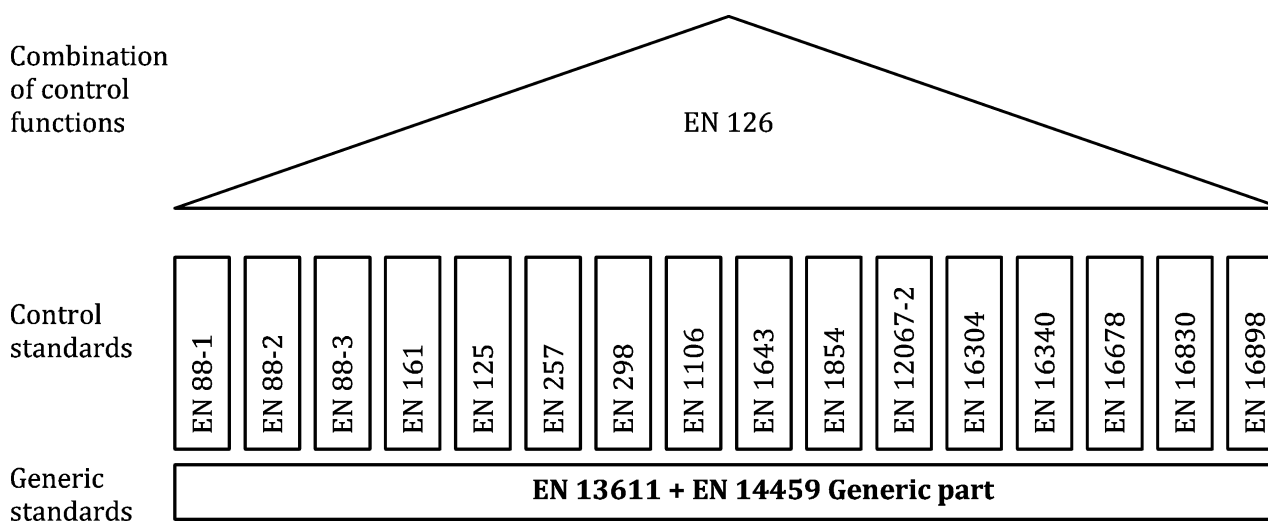 Combination
of control
functions
EN 126
Control
standards
EN 88-1
EN 88-2
EN 88-3
EN 161
EN 125
EN 257
EN 298
EN 1106
EN 1643
EN 1854
EN 12067-2
EN 16304
EN 16340
EN 16678
EN 16830
EN 16898
Generic
standards
EN 13611 + EN 14459 Generic part